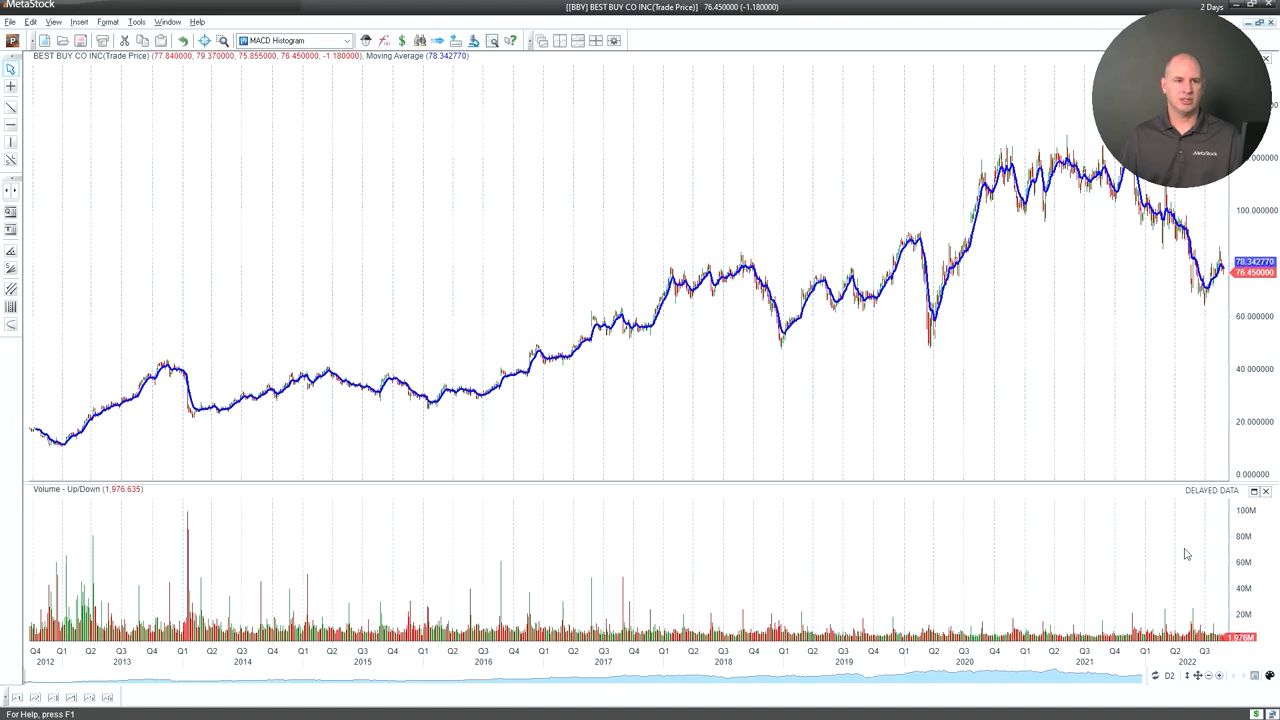 MetaStock
[[BBY] BEST BUY CO INC(Trade Price)] 76.450000 (-1.180000)
2 Days
File Edit View Insert Format Tools Window Help
MACD Histogram
BEST BUY CO INC(Trade Price) (77.840000, 79.370000, 75.855000, 76.450000, -1.180000), Moving Average (78.342770)
MetaStock
100.000000
78.342770
76.450000
60.000000
40.000000
20.000000
0.000000
Volume - Up/Down (1,976,635)
DELAYED DATA
100M
80M
60M
40M
20M
1.976M
Q4 Q1 Q2 Q3 Q4 Q1 Q2 Q3 Q4 Q1 Q2 Q3 Q4 Q1 Q2 Q3 Q4 Q1 Q2 Q3 Q4 Q1 Q2 Q3 Q4 Q1 Q2 Q3 Q4 Q1 Q2 Q3 Q4 Q1 Q2 Q3 Q4 Q1 Q2 Q3
2012 2013 2014 2015 2016 2017 2018 2019 2020 2021 2022
D2
For Help, press F1